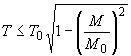 T ≤ T₀ √(1 − (M/M₀)²)